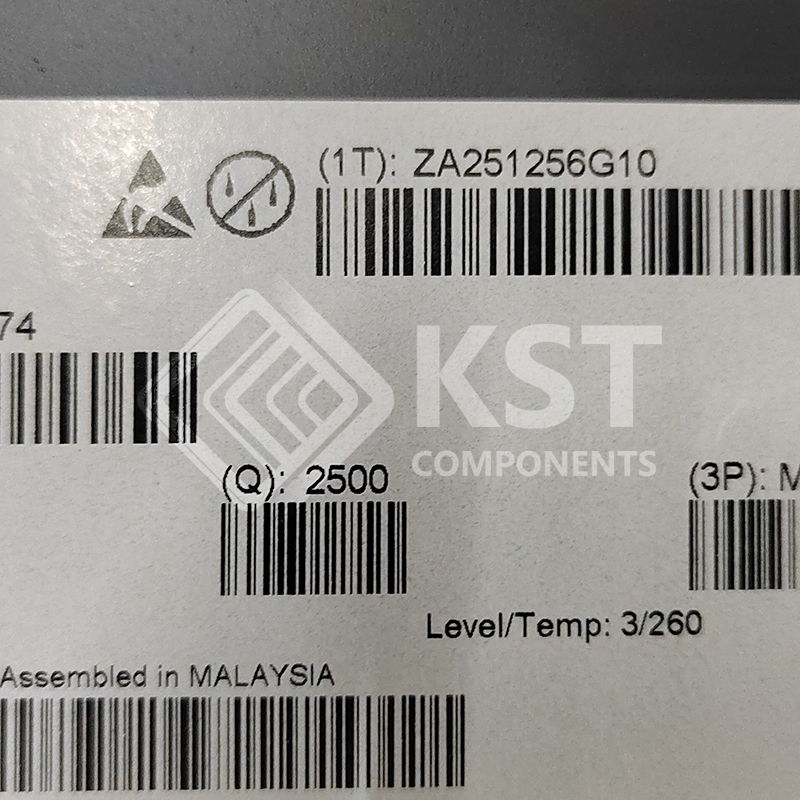 (1T): ZA251256G10
74
KST
COMPONENTS
(Q): 2500
(3P): M
Level/Temp: 3/260
Assembled in MALAYSIA